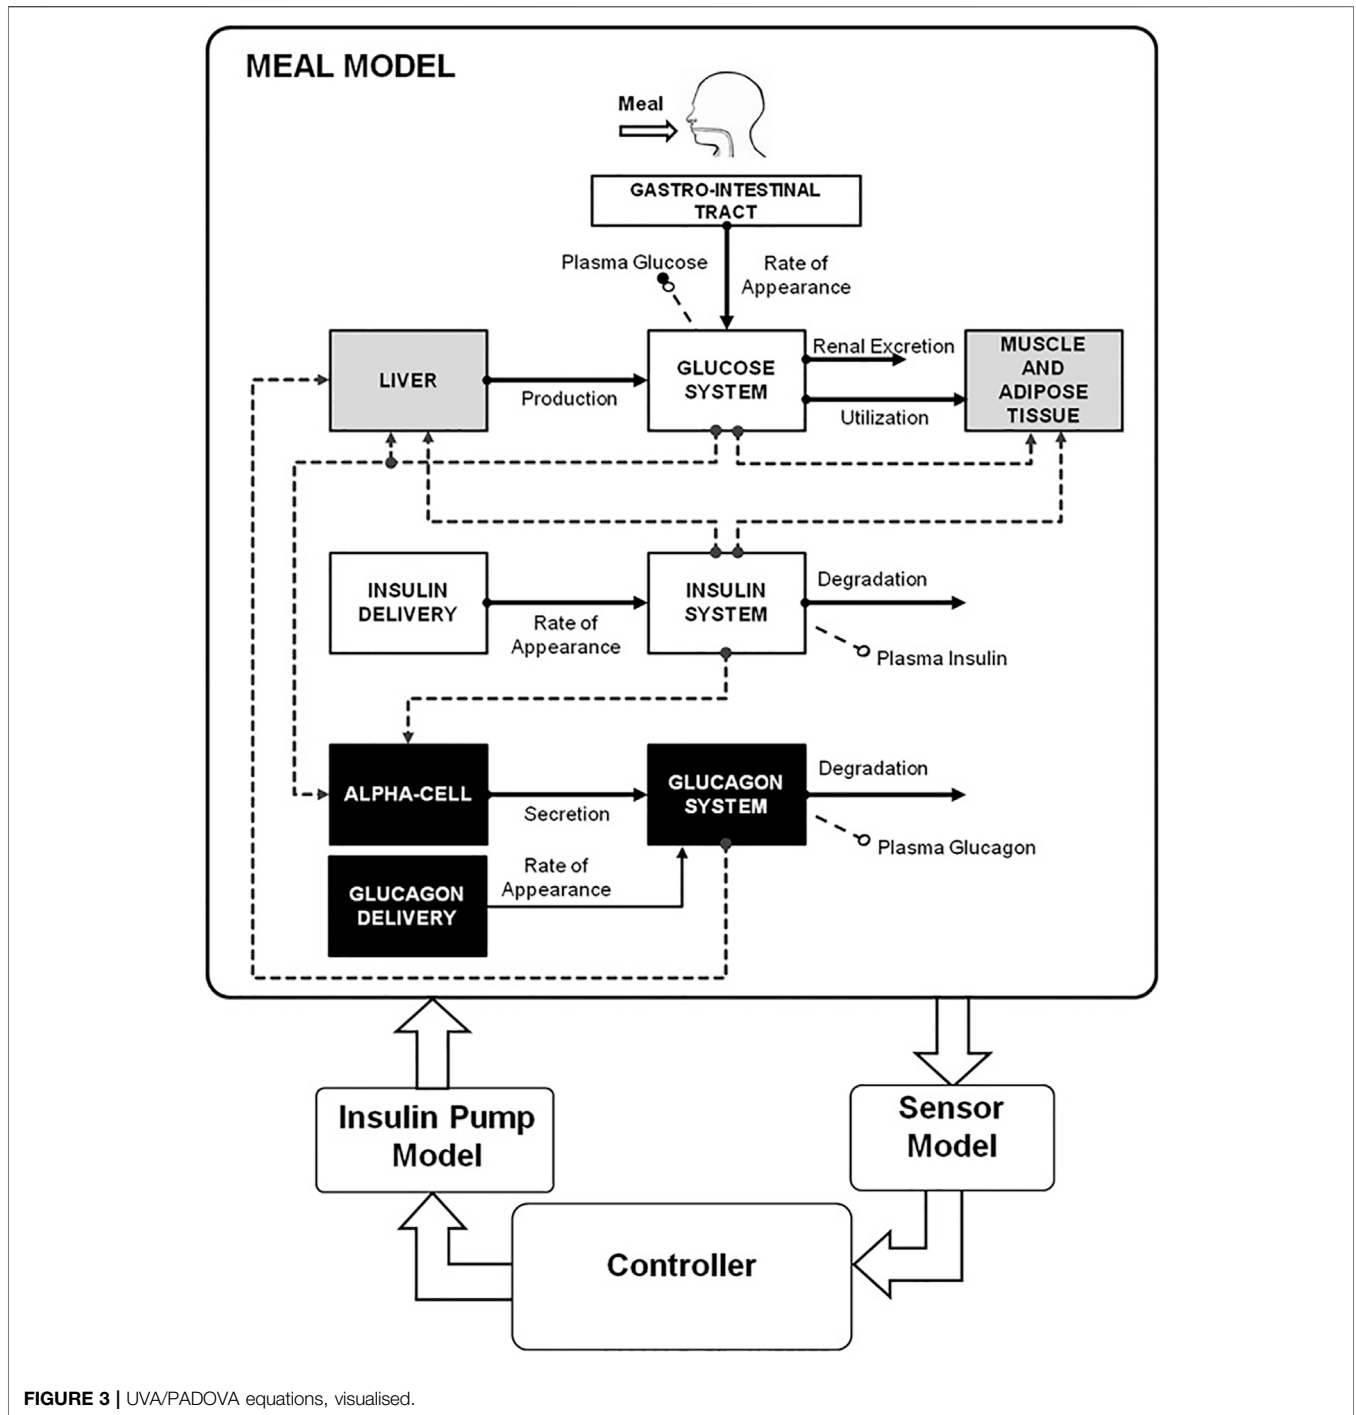 MEAL MODEL
Meal
GASTRO-INTESTINAL
TRACT
Plasma Glucose
Rate of
Appearance
LIVER
Production
GLUCOSE
SYSTEM
Renal Excretion
Utilization
MUSCLE
AND
ADIPOSE
TISSUE
INSULIN
DELIVERY
Rate of
Appearance
INSULIN
SYSTEM
Degradation
Plasma Insulin
ALPHA-CELL
Secretion
GLUCAGON
SYSTEM
Degradation
Plasma Glucagon
GLUCAGON
DELIVERY
Rate of
Appearance
Insulin Pump
Model
Sensor
Model
Controller
FIGURE 3 | UVA/PADOVA equations, visualised.